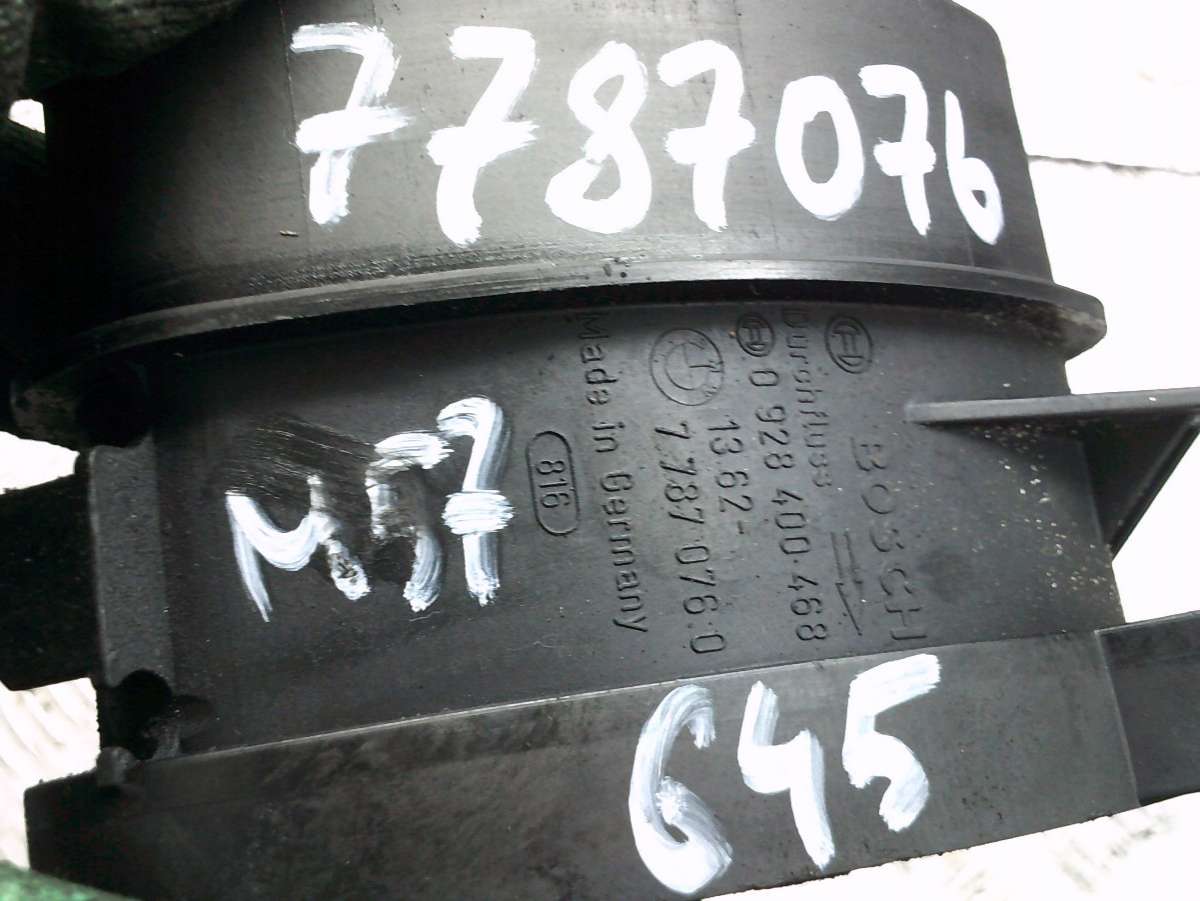 7787076
M57
645
BOSCH
Durchfluss
0 928 400 468
13.62-
7.787 076.0
Made in Germany
816